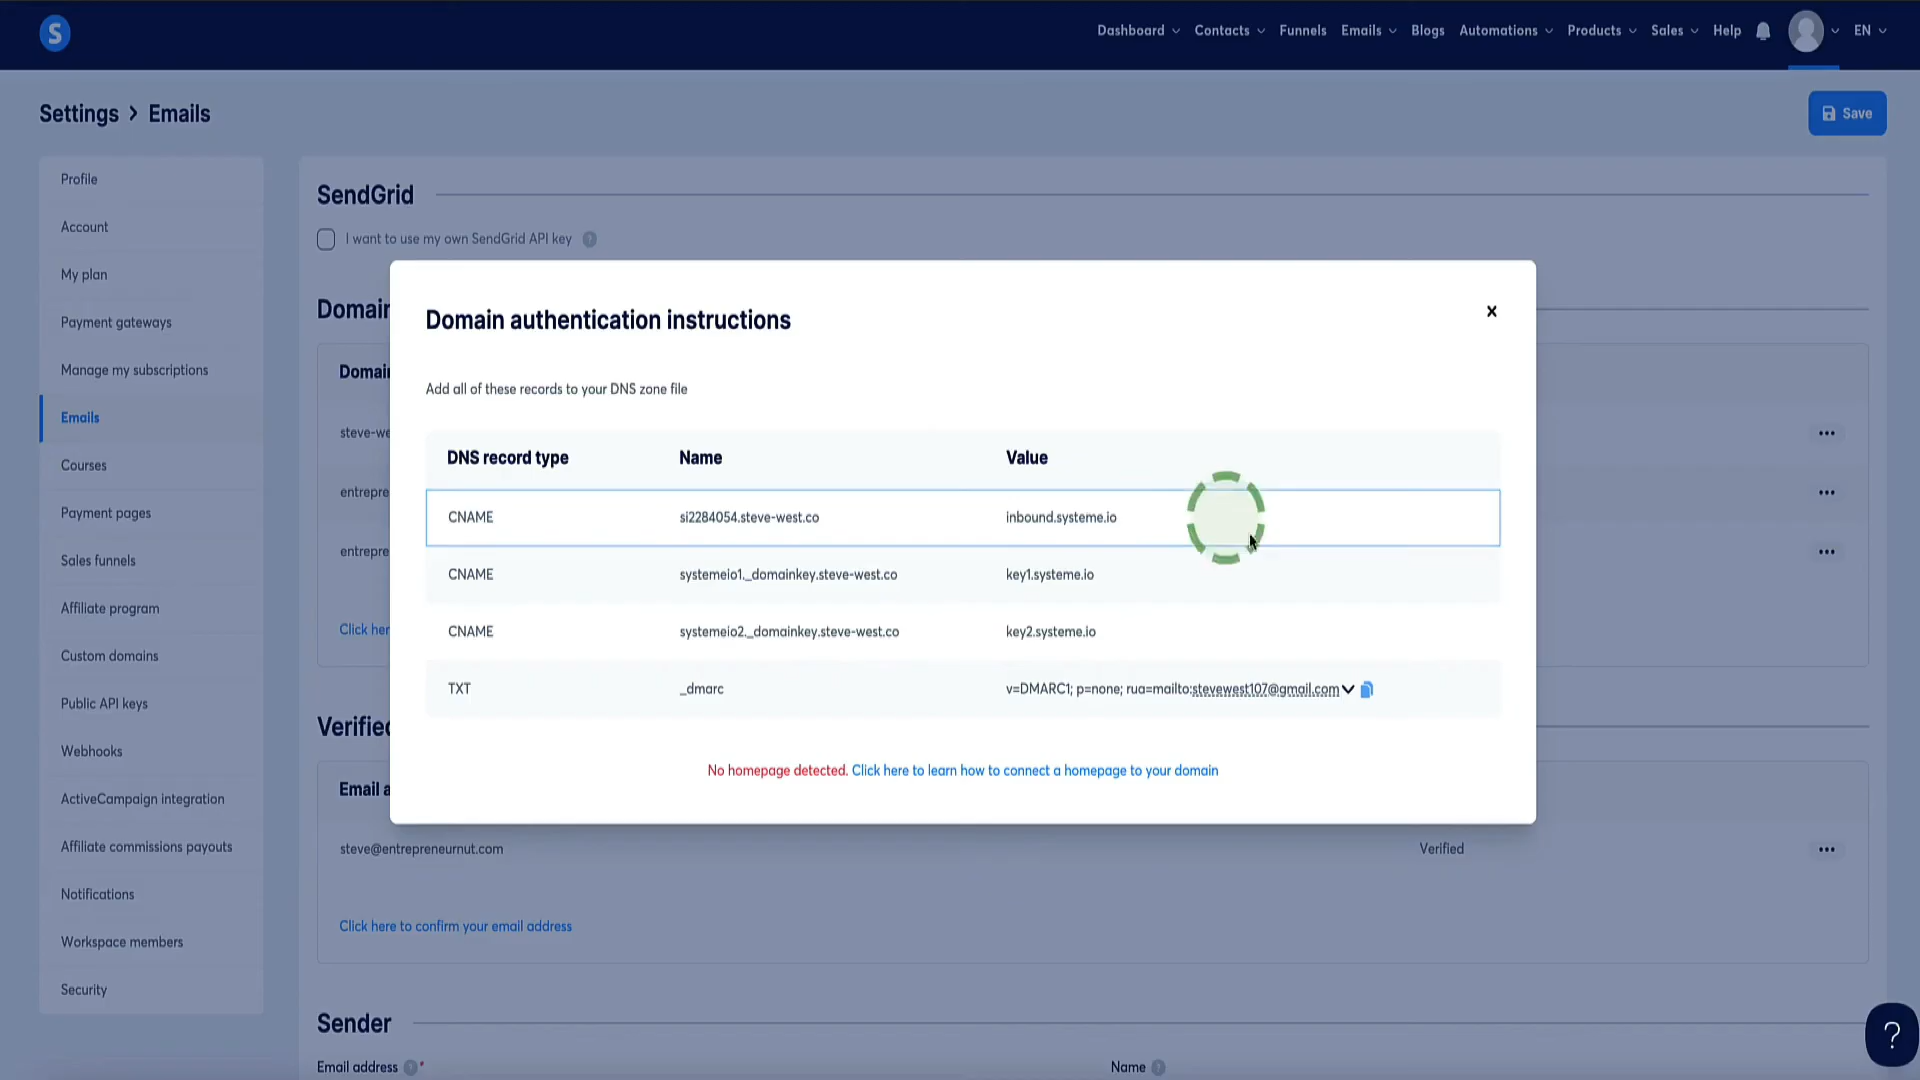 S
Dashboard
Contacts
Funnels
Emails
Blogs
Automations
Products
Sales
Help
EN
Settings > Emails
Save
Profile
Account
My plan
Payment gateways
Manage my subscriptions
Emails
Courses
Payment pages
Sales funnels
Affiliate program
Custom domains
Public API keys
Webhooks
ActiveCampaign integration
Affiliate commissions payouts
Notifications
Workspace members
Security
SendGrid
I want to use my own SendGrid API key ?
Domain
Domain
steve-we
entrepre
entrepre
Click her
Domain authentication instructions
x
Add all of these records to your DNS zone file
DNS record type Name Value
CNAME si2284054.steve-west.co inbound.systeme.io
CNAME systemeio1._domainkey.steve-west.co key1.systeme.io
CNAME systemeio2._domainkey.steve-west.co key2.systeme.io
TXT _dmarc v=DMARC1; p=none; rua=mailto:stevewest107@gmail.com
No homepage detected. Click here to learn how to connect a homepage to your domain
Verified
Email a
steve@entrepreneurnut.com Verified
Click here to confirm your email address
Sender
Email address ? *
Name ?
?